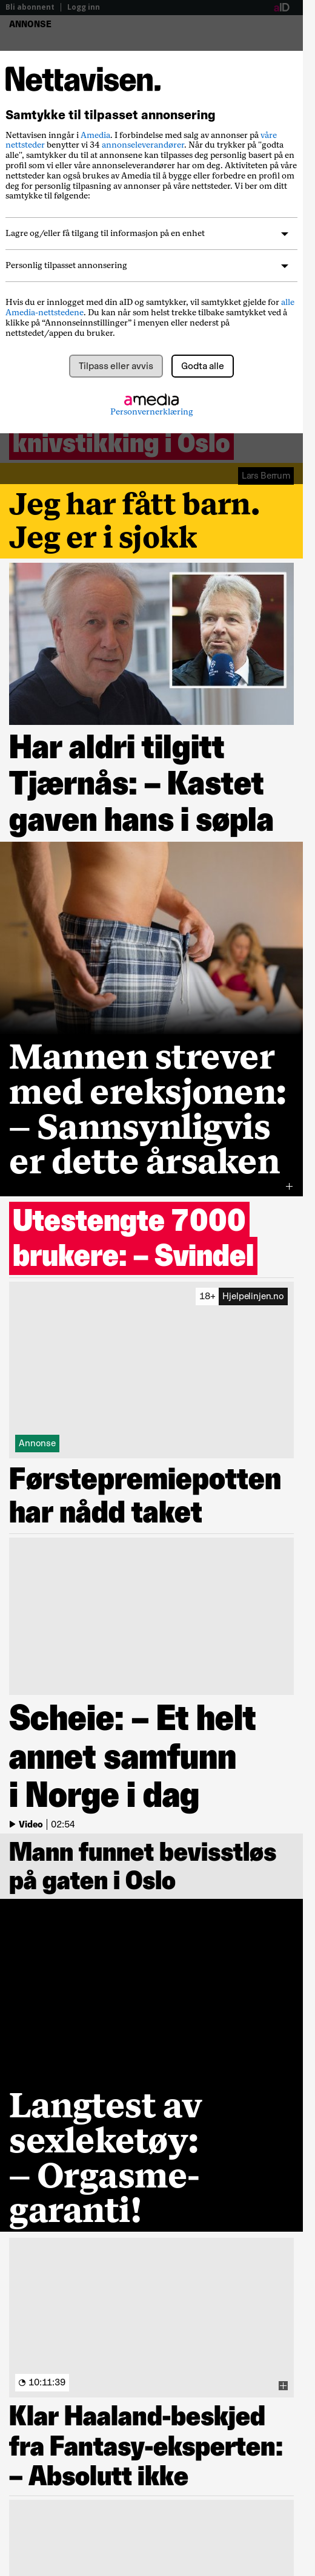 Bli abonnent | Logg inn
aID
ANNONSE
Nettavisen.
Samtykke til tilpasset annonsering
Nettavisen inngår i Amedia. I forbindelse med salg av annonser på våre
nettsteder benytter vi 34 annonseleverandører. Når du trykker på "godta
alle", samtykker du til at annonsene kan tilpasses deg personlig basert på en
profil som vi eller våre annonseleverandører har om deg. Aktiviteten på våre
nettsteder kan også brukes av Amedia til å bygge eller forbedre en profil om
deg for personlig tilpasning av annonser på våre nettsteder. Vi ber om ditt
samtykke til følgende:
Lagre og/eller få tilgang til informasjon på en enhet
Personlig tilpasset annonsering
Hvis du er innlogget med din aID og samtykker, vil samtykket gjelde for alle
Amedia-nettstedene. Du kan når som helst trekke tilbake samtykket ved å
klikke på “Annonseinnstillinger” i menyen eller nederst på
nettstedet/appen du bruker.
Tilpass eller avvis
Godta alle
amedia
Personvernerklæring
knivstikking i Oslo
Lars Berrum
Jeg har fått barn.
Jeg er i sjokk
Har aldri tilgitt
Tjærnås: – Kastet
gaven hans i søpla
Mannen strever
med ereksjonen:
– Sannsynligvis
er dette årsaken
Utestengte 7000
brukere: – Svindel
18+ Hjelpelinjen.no
Annonse
Førstepremiepotten
har nådd taket
Scheie: – Et helt
annet samfunn
i Norge i dag
Video | 02:54
Mann funnet bevisstløs
på gaten i Oslo
Langtest av
sexleketøy:
– Orgasme-
garanti!
10:11:39
Klar Haaland-beskjed
fra Fantasy-eksperten:
– Absolutt ikke